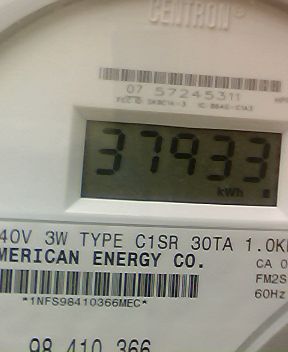 CENTRON®
07 57245311
37933
kWh
40V 3W TYPE C1SR 30TA 1.0K
MERICAN ENERGY CO.
CA 0
FM2S
60Hz
*1NFS98410366MEC*
98 410 366